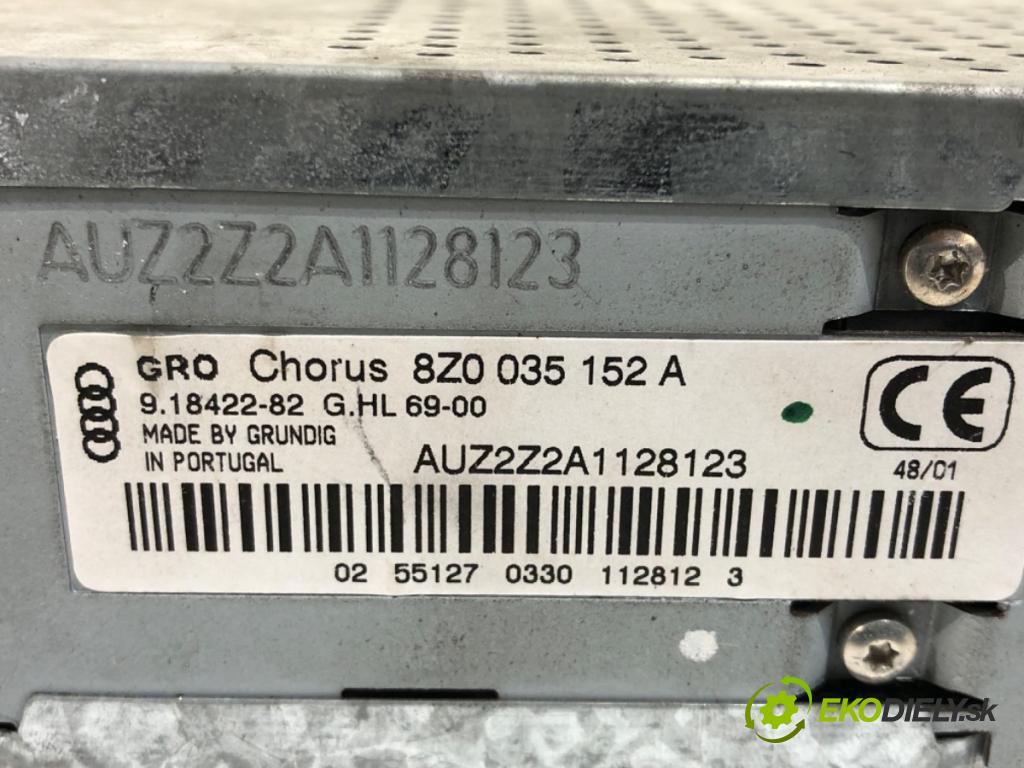 AUZ2Z2A1128123
GRO Chorus 8Z0 035 152 A
9.18422-82 G.HL 69-00
MADE BY GRUNDIG
IN PORTUGAL AUZ2Z2A1128123
CE
48/01
02 55127 0330 112812 3
EKODIELY.sk